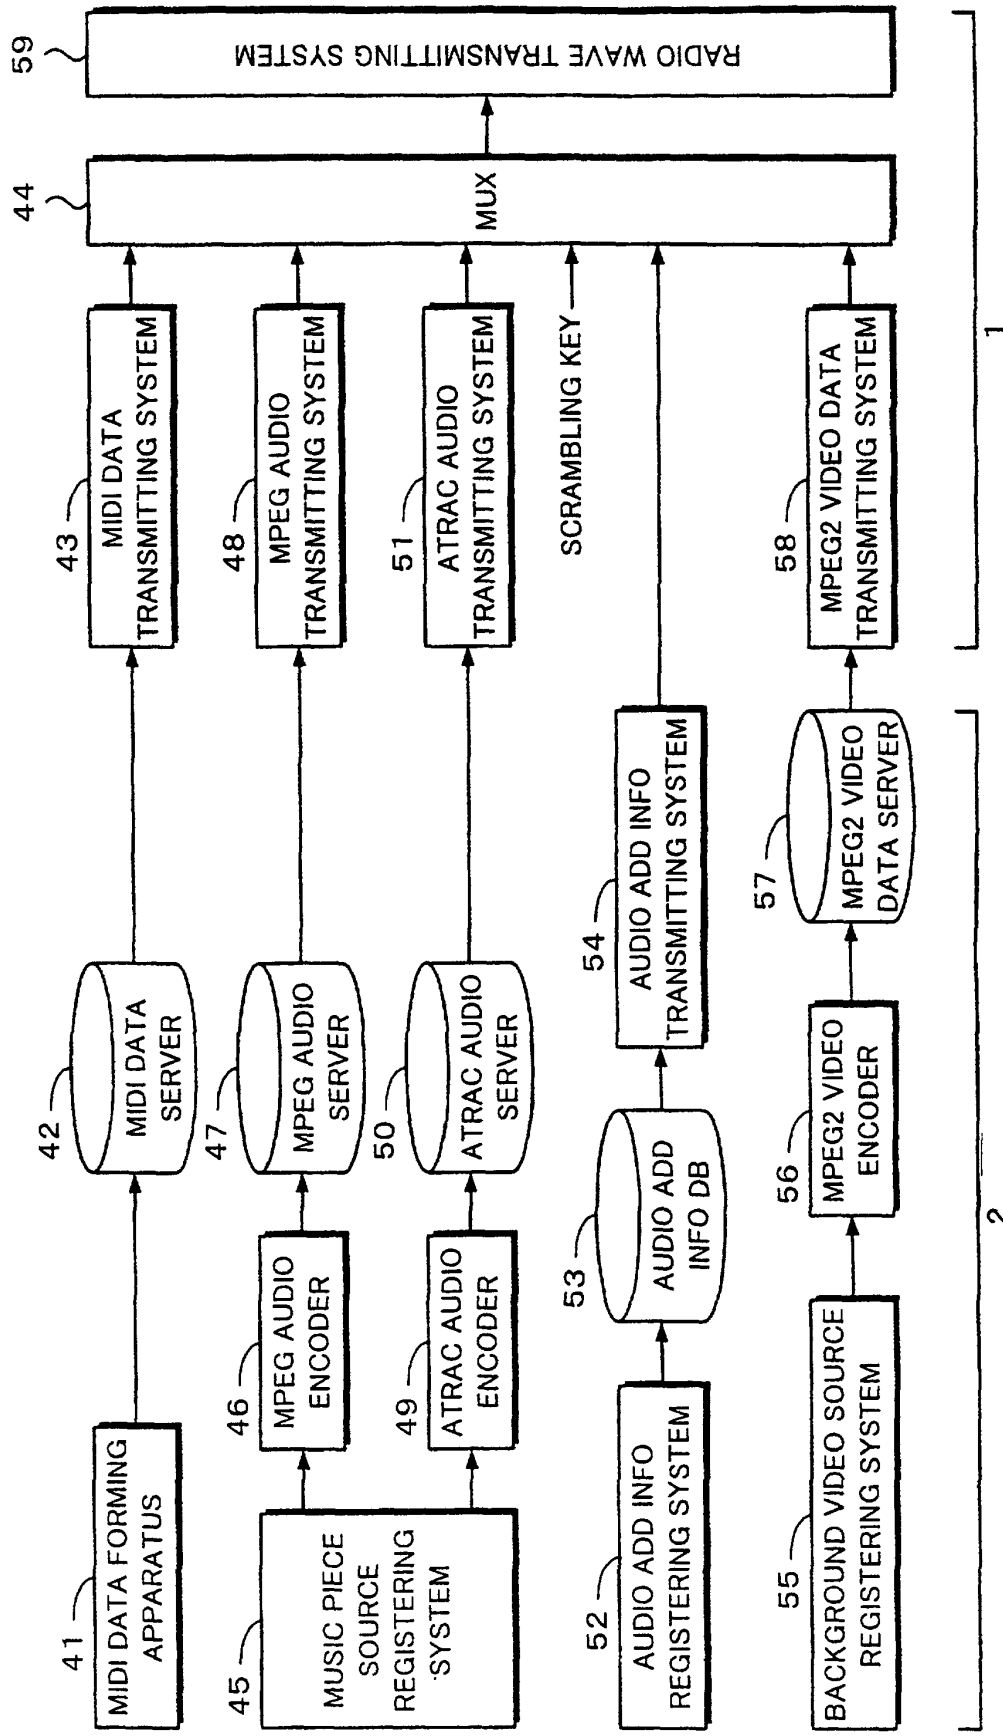 41
MIDI DATA FORMING
APPARATUS
42
MIDI DATA
SERVER
43
MIDI DATA
TRANSMITTING SYSTEM
44
MUX
59
RADIO WAVE TRANSMITTING SYSTEM
45
MUSIC PIECE
SOURCE
REGISTERING
SYSTEM
46
MPEG AUDIO
ENCODER
47
MPEG AUDIO
SERVER
48
MPEG AUDIO
TRANSMITTING SYSTEM
49
ATRAC AUDIO
ENCODER
50
ATRAC AUDIO
SERVER
51
ATRAC AUDIO
TRANSMITTING SYSTEM
SCRAMBLING KEY
52
AUDIO ADD INFO
REGISTERING SYSTEM
53
AUDIO ADD
INFO DB
54
AUDIO ADD INFO
TRANSMITTING SYSTEM
55
BACKGROUND VIDEO SOURCE
REGISTERING SYSTEM
56
MPEG2 VIDEO
ENCODER
57
MPEG2 VIDEO
DATA SERVER
58
MPEG2 VIDEO DATA
TRANSMITTING SYSTEM
2
1